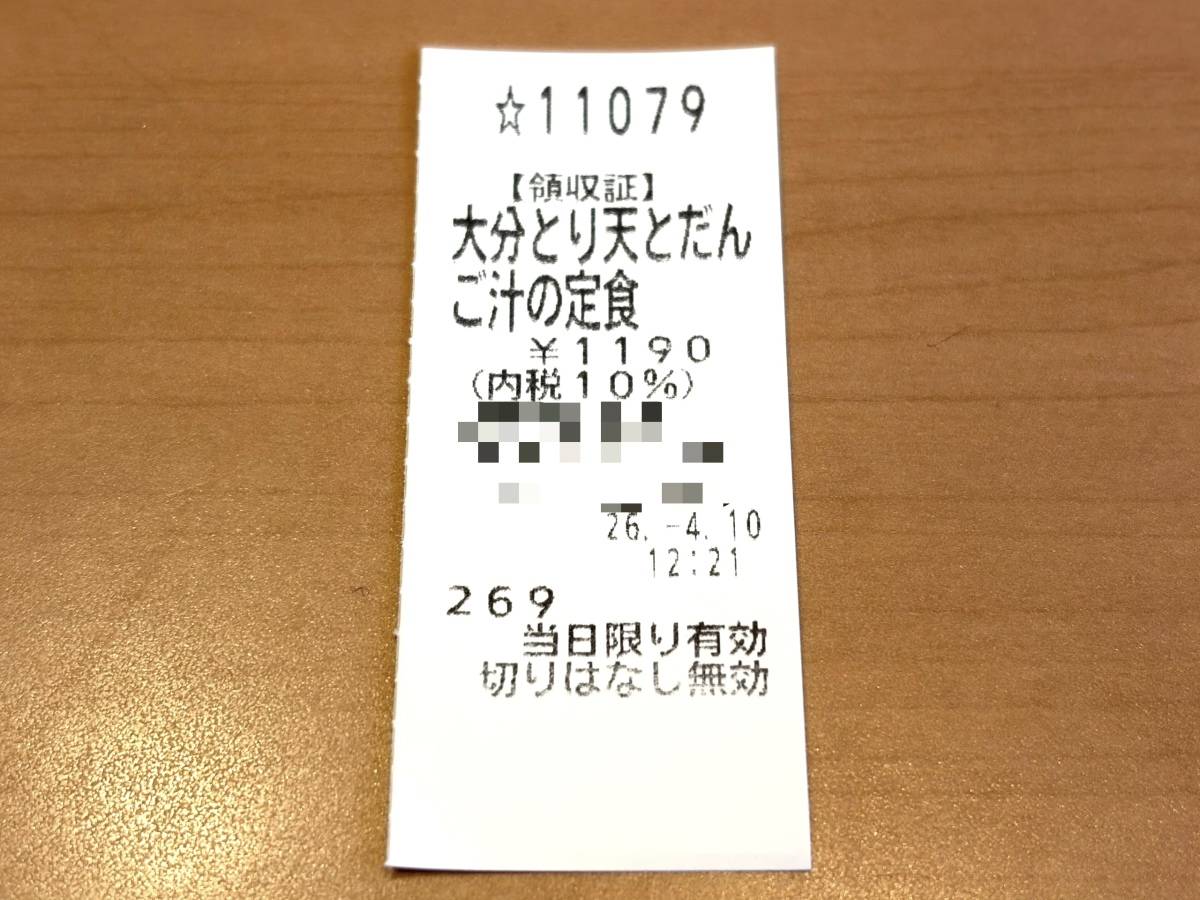 ☆11079
【領収証】
大分とり天とだん
ご汁の定食
¥1190
(内税10%)
26.-4.10
12:21
269
当日限り有効
切りはなし無効